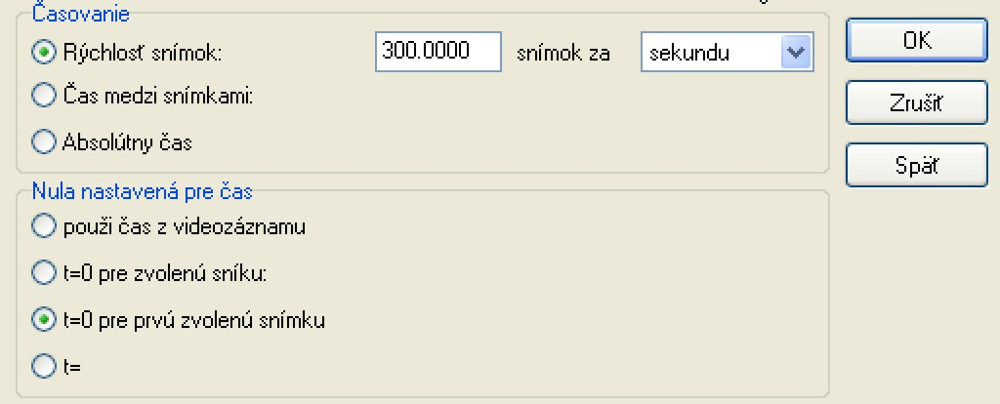 Časovanie
Rýchlosť snímok: 300.0000 snímok za sekundu
Čas medzi snímkami:
Absolútny čas
OK
Zrušiť
Späť
Nula nastavená pre čas
použi čas z videozáznamu
t=0 pre zvolenú sníku:
t=0 pre prvú zvolenú snímku
t=